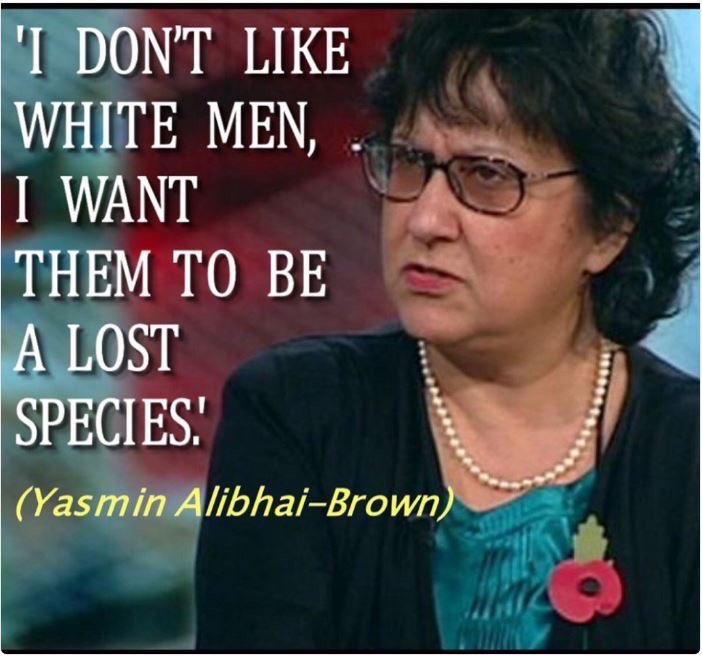 'I DON'T LIKE
WHITE MEN,
I WANT
THEM TO BE
A LOST
SPECIES.'
(Yasmin Alibhai-Brown)